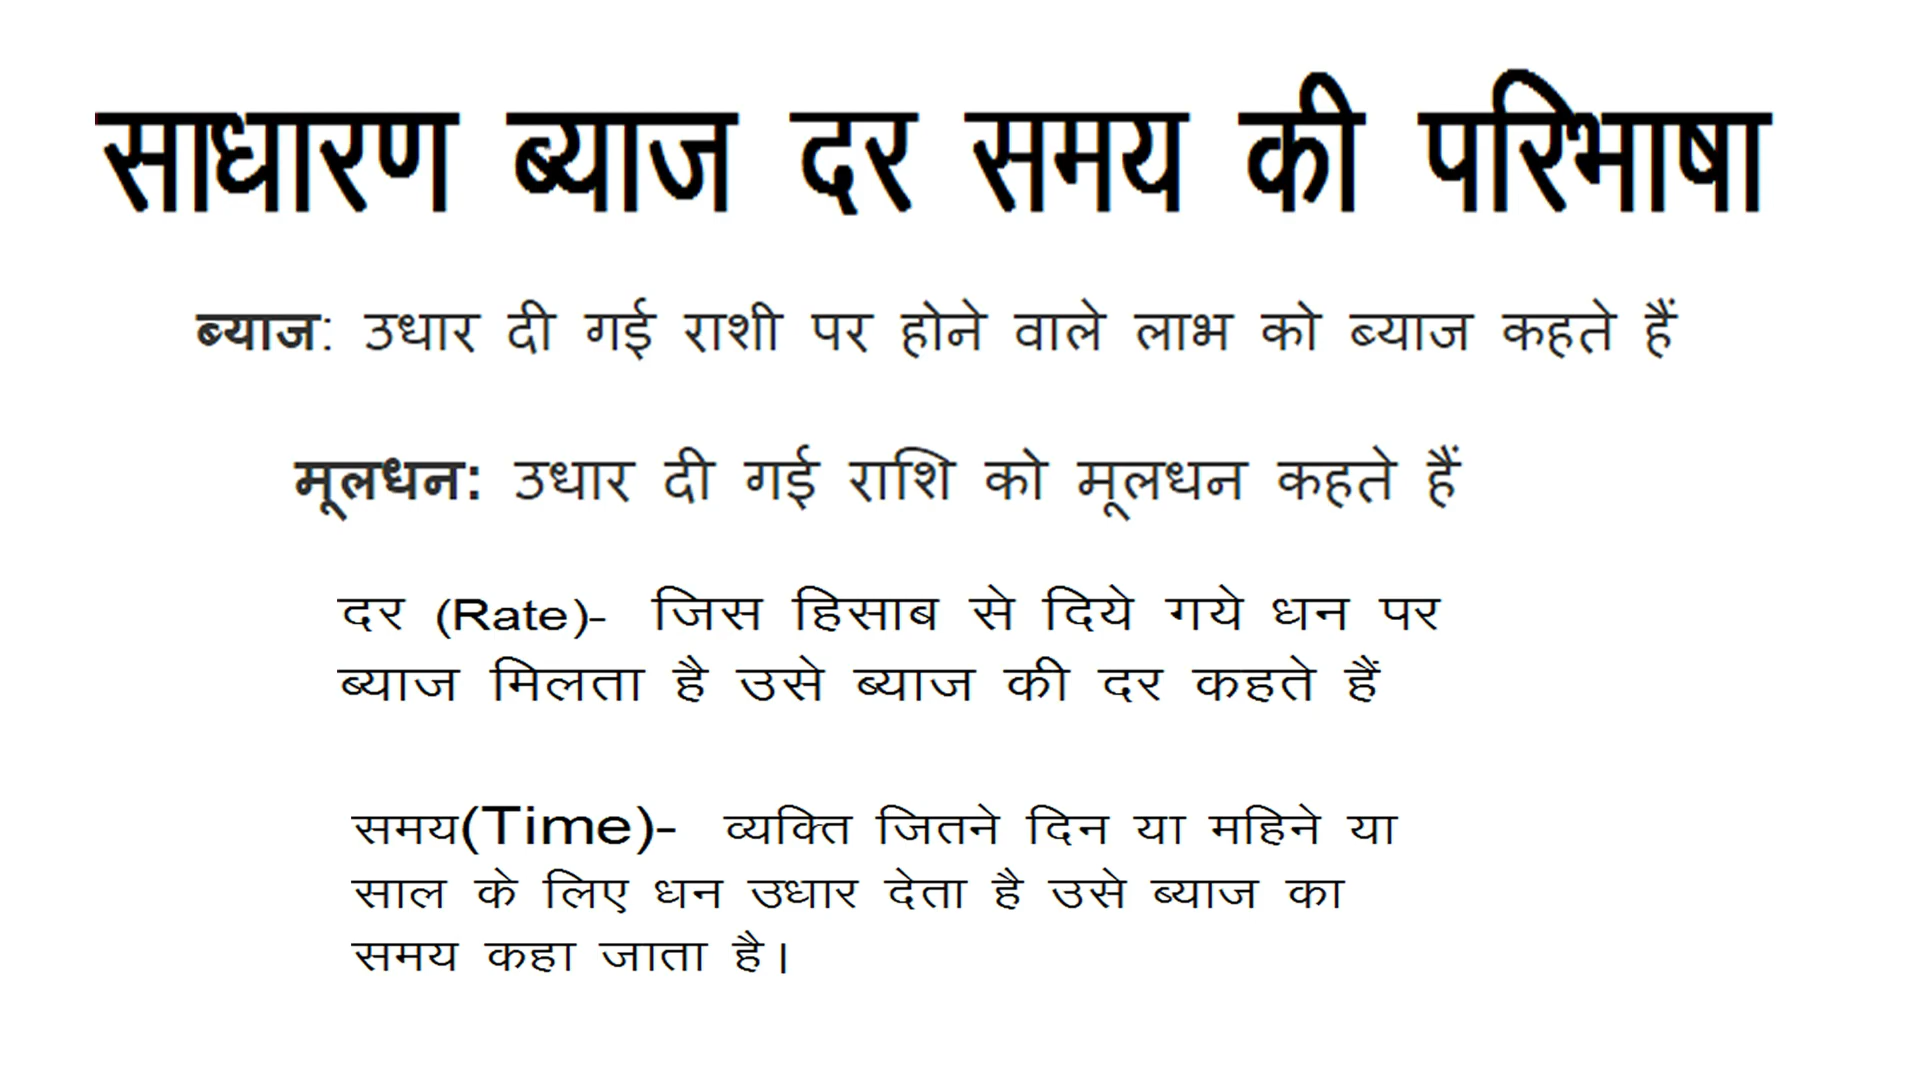 साधारण ब्याज दर समय की परिभाषा
ब्याज: उधार दी गई राशी पर होने वाले लाभ को ब्याज कहते हैं
मूलधन: उधार दी गई राशि को मूलधन कहते हैं
दर (Rate)- जिस हिसाब से दिये गये धन पर
ब्याज मिलता है उसे ब्याज की दर कहते हैं
समय(Time)- व्यक्ति जितने दिन या महिने या
साल के लिए धन उधार देता है उसे ब्याज का
समय कहा जाता है।